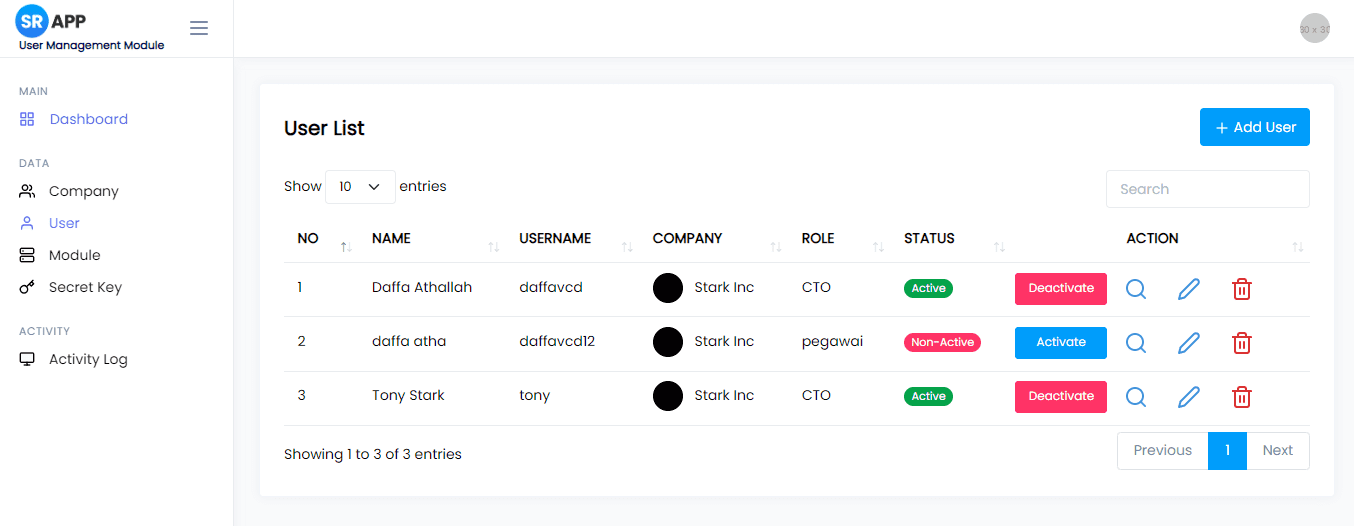 SR APP
User Management Module
30 x 30
MAIN
Dashboard
DATA
Company
User
Module
Secret Key
ACTIVITY
Activity Log
User List
+ Add User
Show 10 entries
Search
NO NAME USERNAME COMPANY ROLE STATUS ACTION
1 Daffa Athallah daffavcd Stark Inc CTO Active Deactivate
2 daffa atha daffavcd12 Stark Inc pegawai Non-Active Activate
3 Tony Stark tony Stark Inc CTO Active Deactivate
Showing 1 to 3 of 3 entries
Previous 1 Next